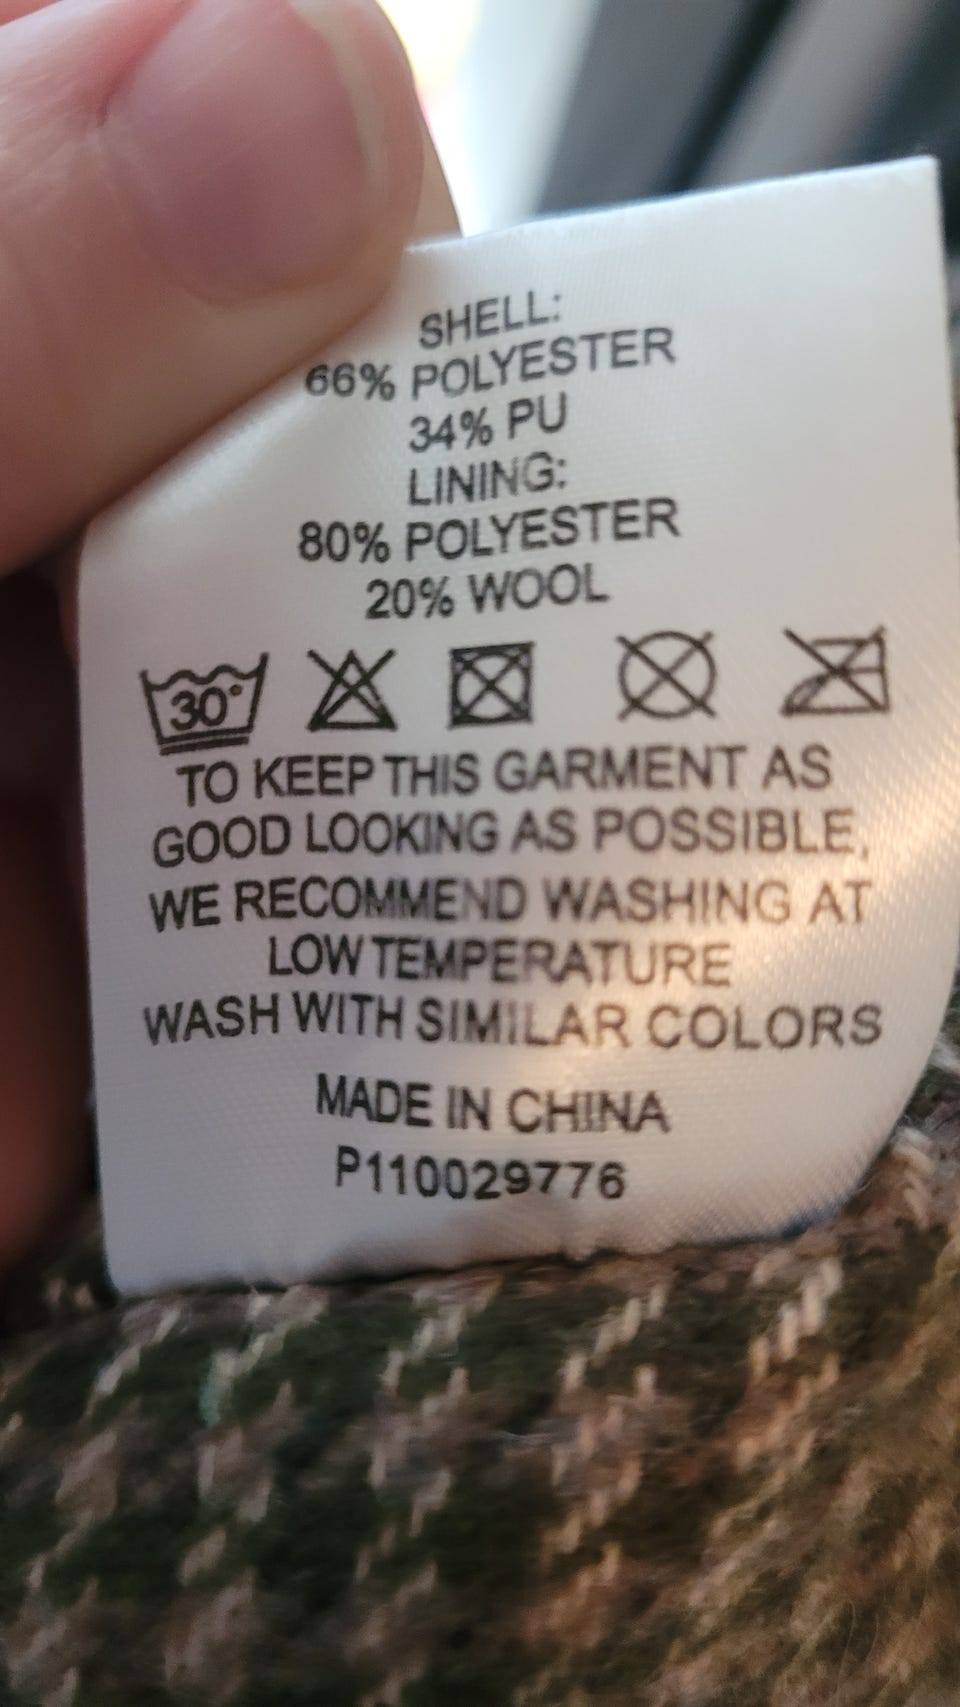 SHELL:
66% POLYESTER
34% PU
LINING:
80% POLYESTER
20% WOOL
30°
TO KEEP THIS GARMENT AS
GOOD LOOKING AS POSSIBLE,
WE RECOMMEND WASHING AT
LOW TEMPERATURE
WASH WITH SIMILAR COLORS
MADE IN CHINA
P110029776